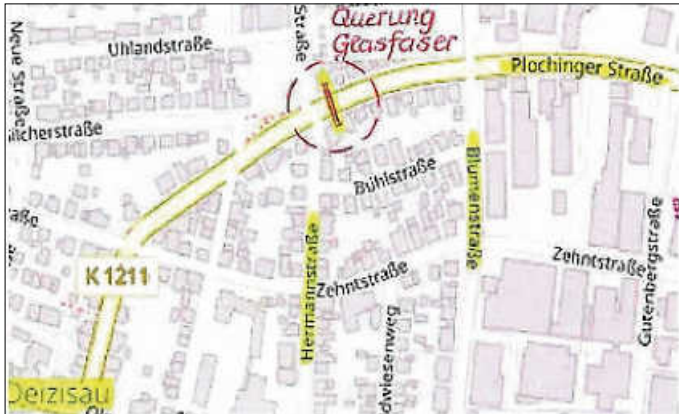 Querung
Glasfaser
Neue Straße
Uhlandstraße
Straße
Plochinger Straße
Bühlstraße
Blumenstraße
Hermannstraße
Zehntstraße
Zehntstraße
Gutenbergstraße
K 1211
Deizisau